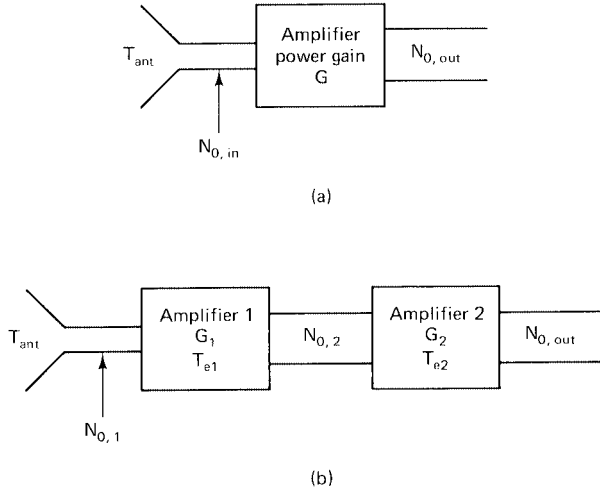 Amplifier
power gain
G
T_ant
N_0, out
N_0, in
(a)
Amplifier 1
G_1
T_e1
Amplifier 2
G_2
T_e2
T_ant
N_0, 2
N_0, out
N_0, 1
(b)